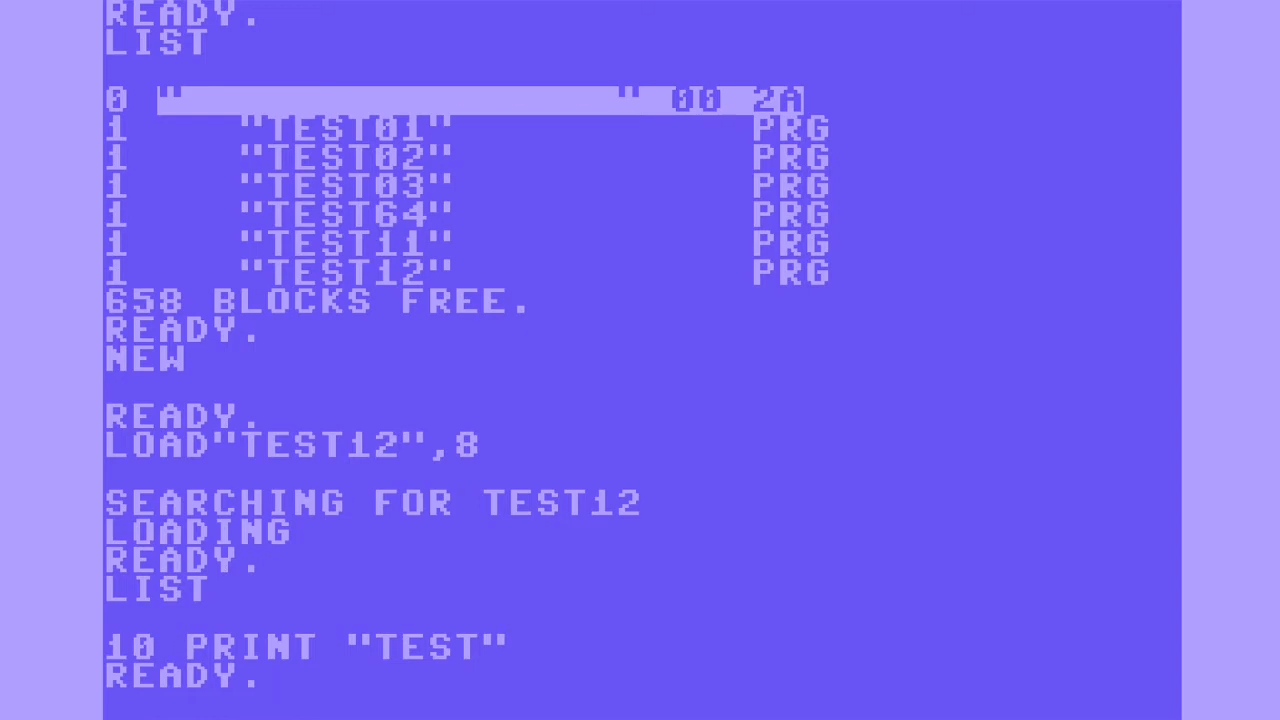 READY.
LIST
0 "                " 00 2A
1    "TEST01"           PRG
1    "TEST02"           PRG
1    "TEST03"           PRG
1    "TEST64"           PRG
1    "TEST11"           PRG
1    "TEST12"           PRG
658 BLOCKS FREE.
READY.
NEW
READY.
LOAD"TEST12",8
SEARCHING FOR TEST12
LOADING
READY.
LIST
10 PRINT "TEST"
READY.